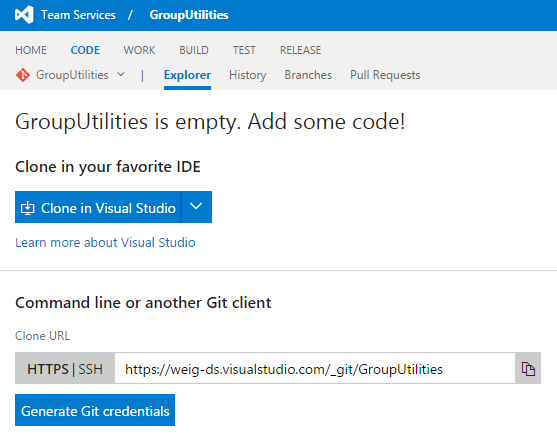 Team Services / GroupUtilities
HOME CODE WORK BUILD TEST RELEASE
GroupUtilities | Explorer History Branches Pull Requests
GroupUtilities is empty. Add some code!
Clone in your favorite IDE
Clone in Visual Studio
Learn more about Visual Studio
Command line or another Git client
Clone URL
HTTPS | SSH https://weig-ds.visualstudio.com/_git/GroupUtilities
Generate Git credentials